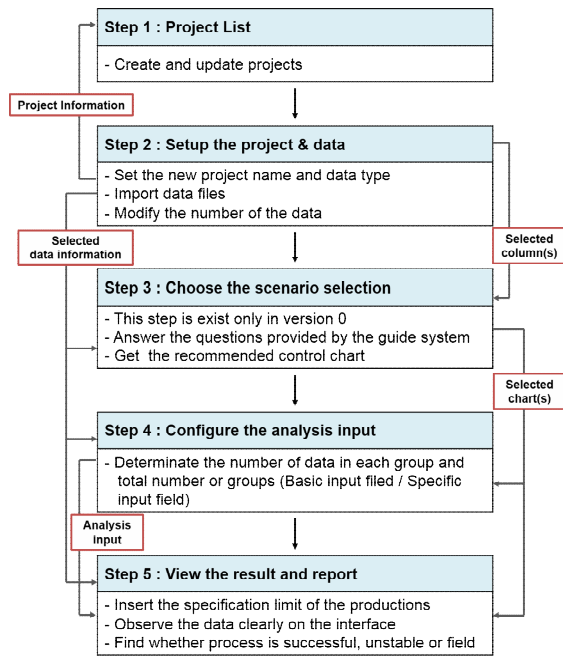 Step 1 : Project List
- Create and update projects
Project Information
Step 2 : Setup the project & data
- Set the new project name and data type
- Import data files
- Modify the number of the data
Selected
data information
Selected
column(s)
Step 3 : Choose the scenario selection
- This step is exist only in version 0
- Answer the questions provided by the guide system
- Get the recommended control chart
Selected
chart(s)
Step 4 : Configure the analysis input
- Determinate the number of data in each group and
total number or groups (Basic input filed / Specific
input field)
Analysis
input
Step 5 : View the result and report
- Insert the specification limit of the productions
- Observe the data clearly on the interface
- Find whether process is successful, unstable or field